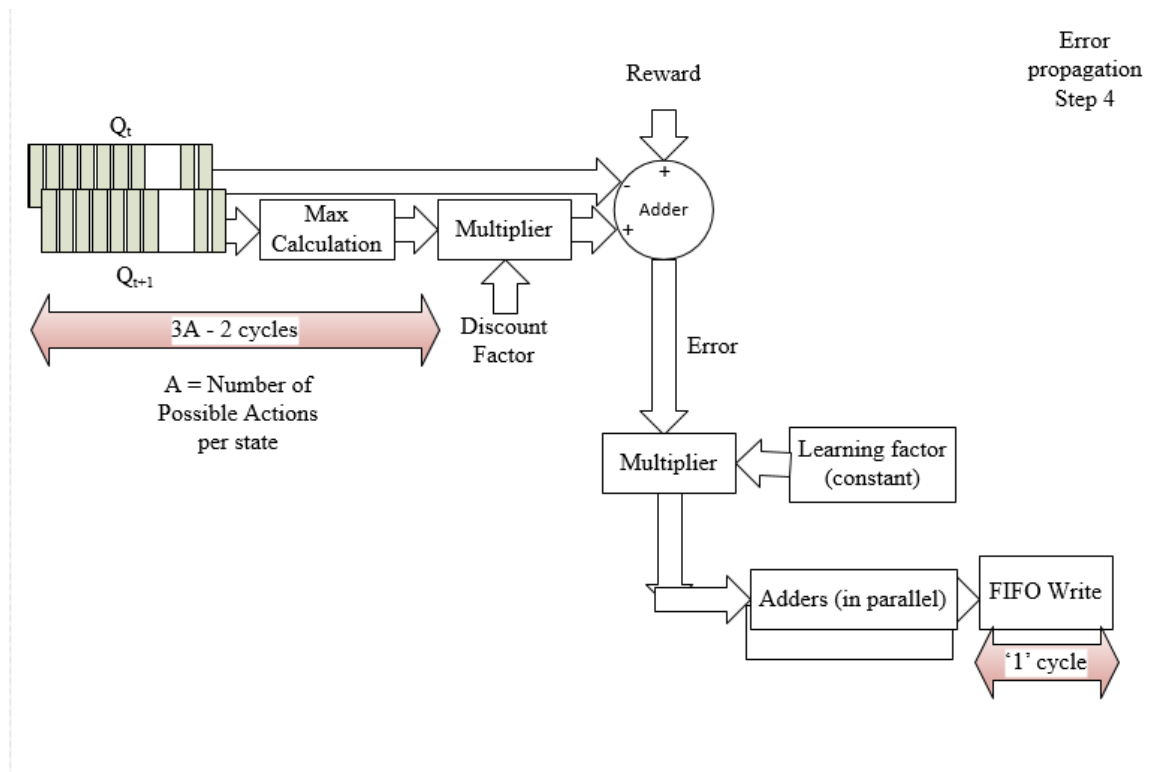 Error
propagation
Step 4
Reward
Qt
+
-
Adder
Max
Calculation
Multiplier
+
Qt+1
3A - 2 cycles
Discount
Factor
Error
A = Number of
Possible Actions
per state
Multiplier
Learning factor
(constant)
Adders (in parallel)
FIFO Write
‘1’ cycle